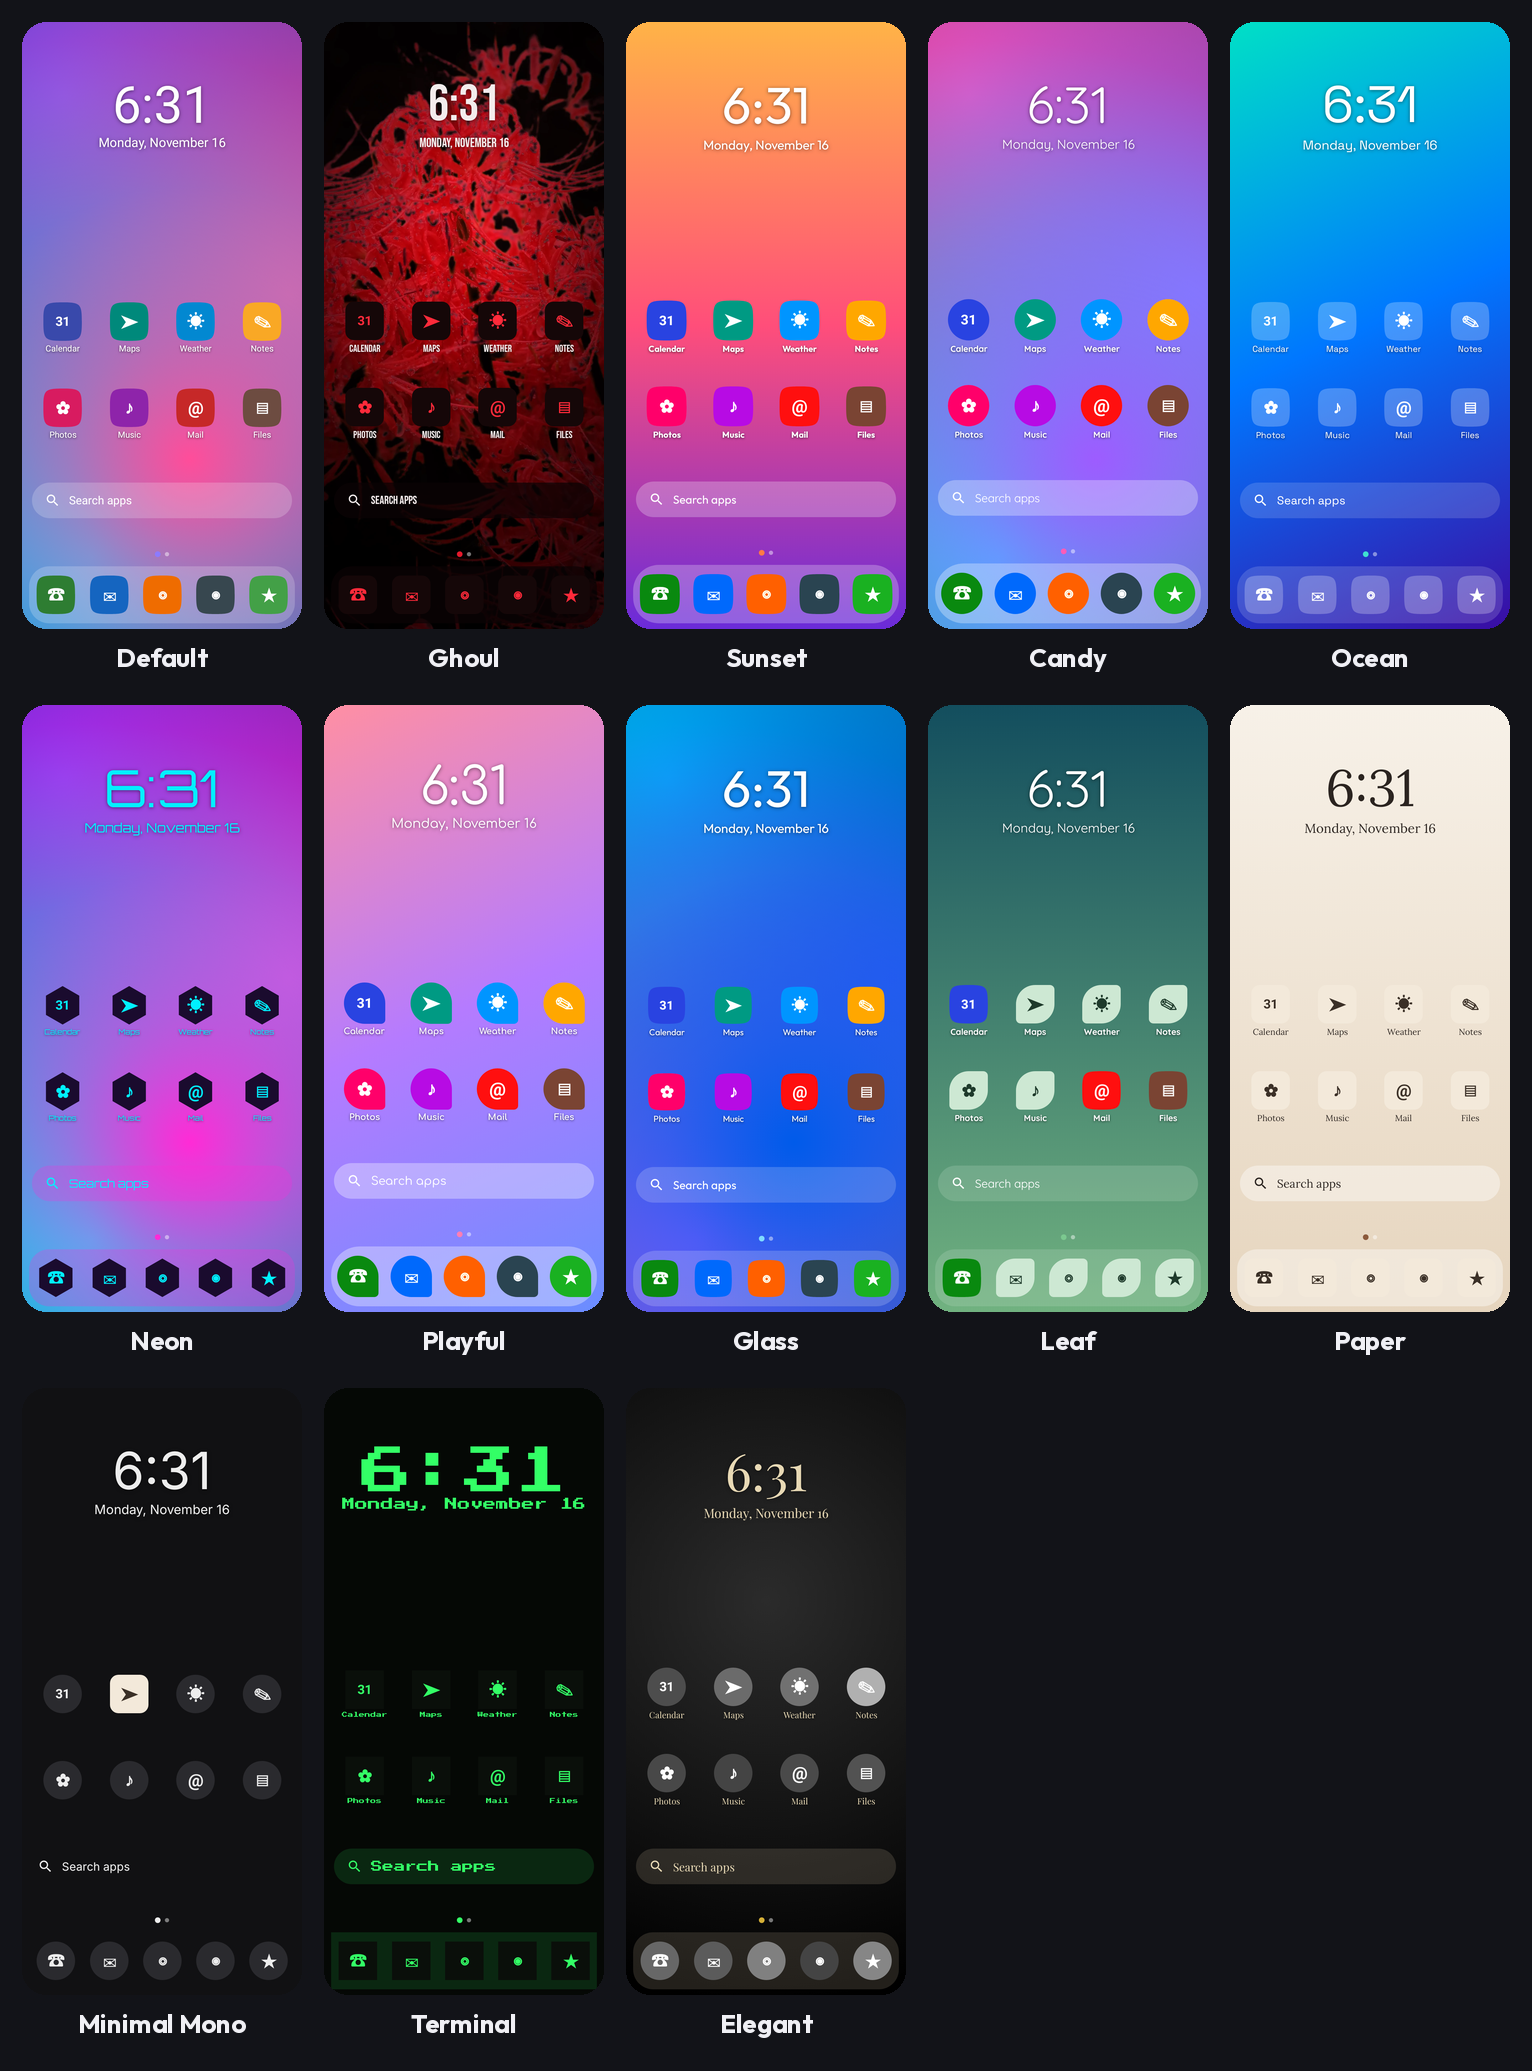 6:31
Monday, November 16
31
Calendar Maps Weather Notes
@
Photos Music Mail Files
Search apps
Default
6:31
MONDAY, NOVEMBER 16
31
CALENDAR MAPS WEATHER NOTES
@
PHOTOS MUSIC MAIL FILES
SEARCH APPS
Ghoul
6:31
Monday, November 16
31
Calendar Maps Weather Notes
@
Photos Music Mail Files
Search apps
Sunset
6:31
Monday, November 16
31
Calendar Maps Weather Notes
@
Photos Music Mail Files
Search apps
Candy
6:31
Monday, November 16
31
Calendar Maps Weather Notes
@
Photos Music Mail Files
Search apps
Ocean
6:31
Monday, November 16
31
Calendar Maps Weather Notes
@
Photos Music Mail Files
Search apps
Neon
6:31
Monday, November 16
31
Calendar Maps Weather Notes
@
Photos Music Mail Files
Search apps
Playful
6:31
Monday, November 16
31
Calendar Maps Weather Notes
@
Photos Music Mail Files
Search apps
Glass
6:31
Monday, November 16
31
Calendar Maps Weather Notes
@
Photos Music Mail Files
Search apps
Leaf
6:31
Monday, November 16
31
Calendar Maps Weather Notes
@
Photos Music Mail Files
Search apps
Paper
6:31
Monday, November 16
31
@
Search apps
Minimal Mono
6:31
Monday, November 16
31
Calendar Maps Weather Notes
@
Photos Music Mail Files
Search apps
Terminal
6:31
Monday, November 16
31
Calendar Maps Weather Notes
@
Photos Music Mail Files
Search apps
Elegant